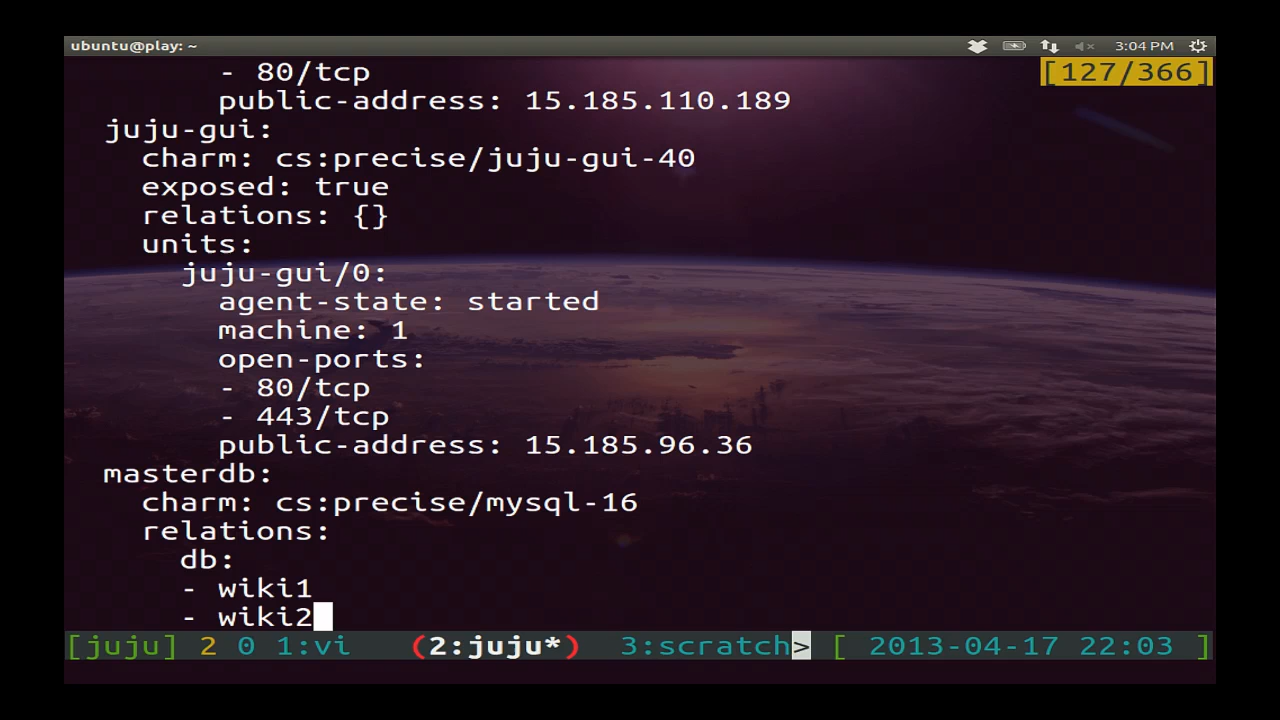 ubuntu@play: ~ 3:04 PM
- 80/tcp [127/366]
public-address: 15.185.110.189
juju-gui:
charm: cs:precise/juju-gui-40
exposed: true
relations: {}
units:
juju-gui/0:
agent-state: started
machine: 1
open-ports:
- 80/tcp
- 443/tcp
public-address: 15.185.96.36
masterdb:
charm: cs:precise/mysql-16
relations:
db:
- wiki1
- wiki2
[juju] 2 0 1:vi (2:juju*) 3:scratch> [ 2013-04-17 22:03 ]